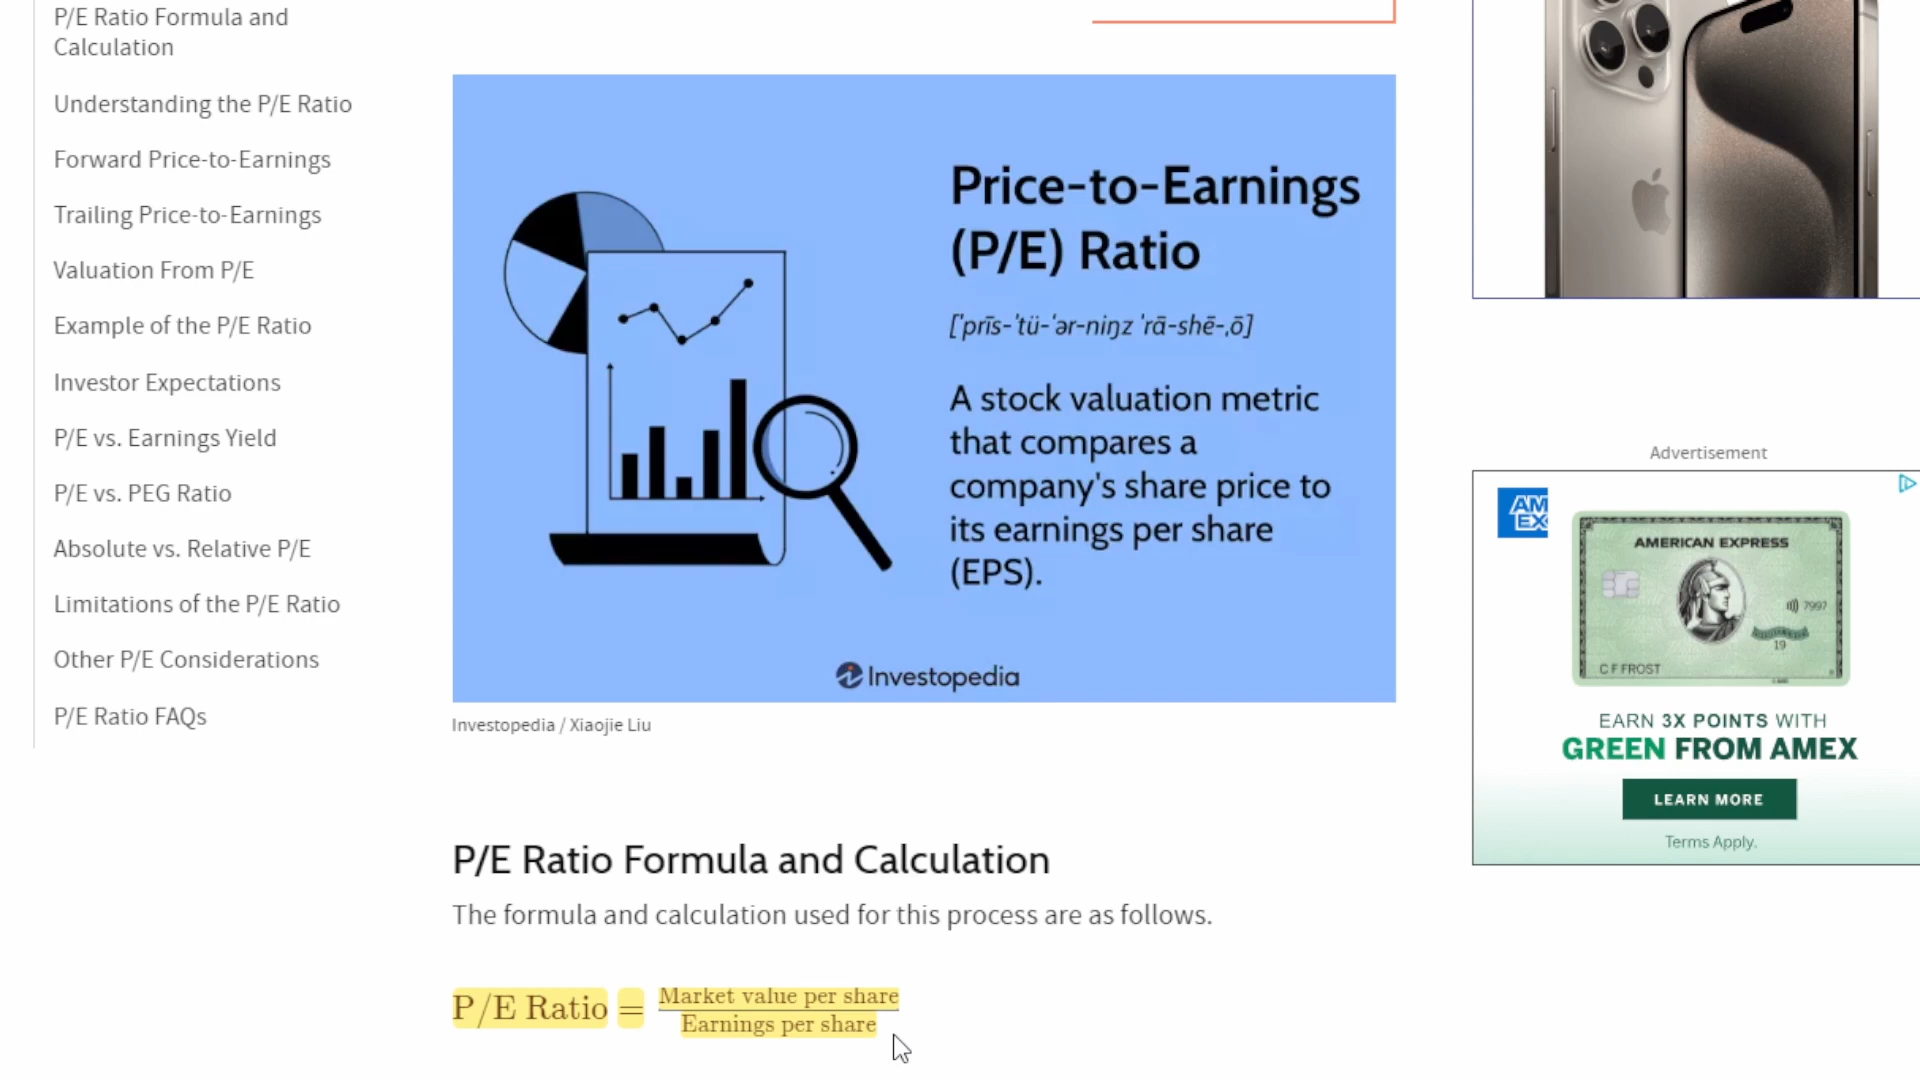 P/E Ratio Formula and
Calculation
Understanding the P/E Ratio
Forward Price-to-Earnings
Trailing Price-to-Earnings
Valuation From P/E
Example of the P/E Ratio
Investor Expectations
P/E vs. Earnings Yield
P/E vs. PEG Ratio
Absolute vs. Relative P/E
Limitations of the P/E Ratio
Other P/E Considerations
P/E Ratio FAQs
Price-to-Earnings
(P/E) Ratio
['prīs-'tü-'ər-niŋz 'rā-shē-,ō]
A stock valuation metric
that compares a
company's share price to
its earnings per share
(EPS).
Investopedia
Investopedia / Xiaojie Liu
P/E Ratio Formula and Calculation
The formula and calculation used for this process are as follows.
P/E Ratio = Market value per share
Earnings per share
Advertisement
AM
EX
AMERICAN EXPRESS
7997
19
C F FROST
EARN 3X POINTS WITH
GREEN FROM AMEX
LEARN MORE
Terms Apply.